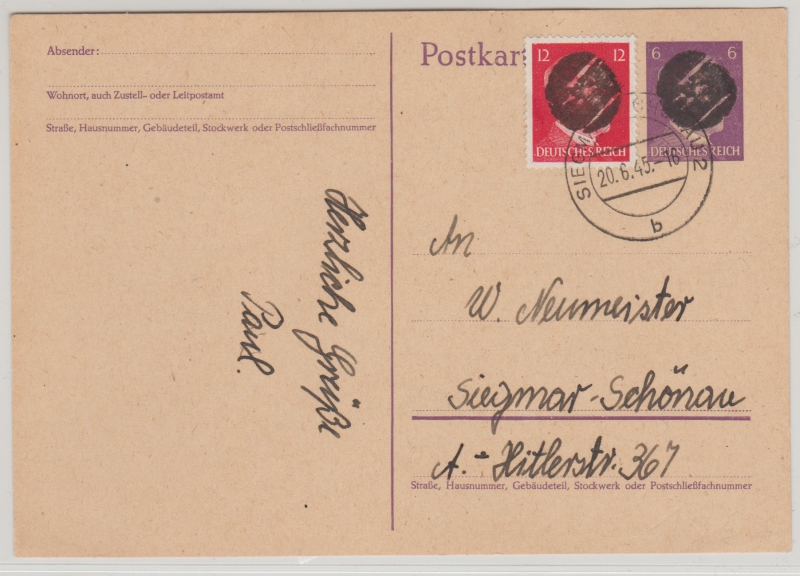 Absender:
Wohnort, auch Zustell- oder Leitpostamt
Straße, Hausnummer, Gebäudeteil, Stockwerk oder Postschließfachnummer
Herzliche Grüße
Paul.
Postkar
12 12
DEUTSCHES REICH
6 6
DEUTSCHES REICH
20.6.45.-16
b
An
W. Neumeister
Siegmar-Schönau
A.-Hitlerstr. 367
Straße, Hausnummer, Gebäudeteil, Stockwerk oder Postschließfachnummer